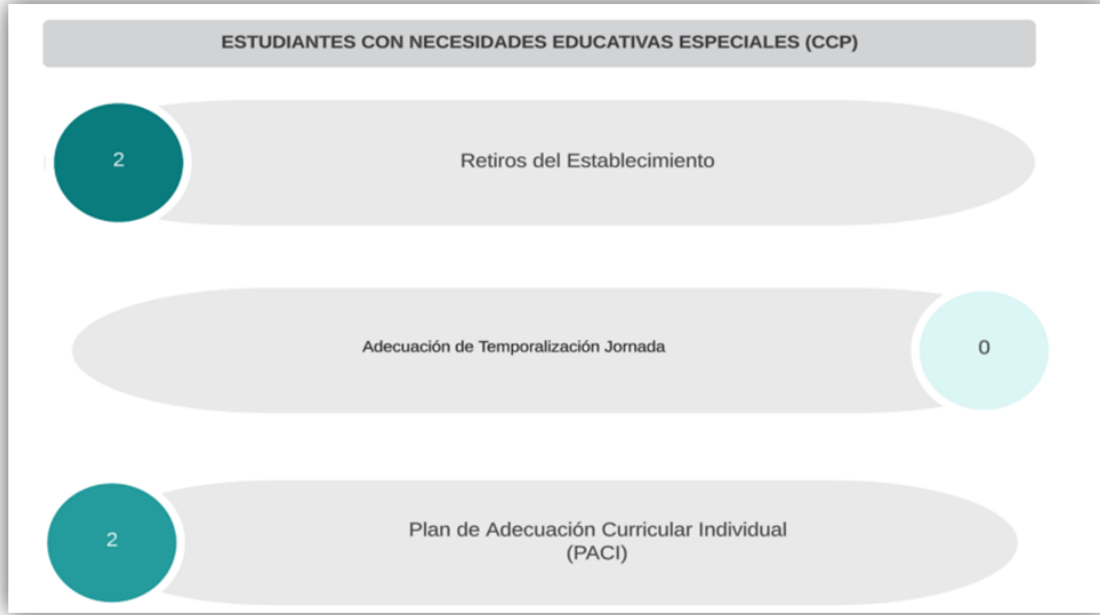 ESTUDIANTES CON NECESIDADES EDUCATIVAS ESPECIALES (CCP)
2
Retiros del Establecimiento
Adecuación de Temporalización Jornada
0
2
Plan de Adecuación Curricular Individual
(PACI)